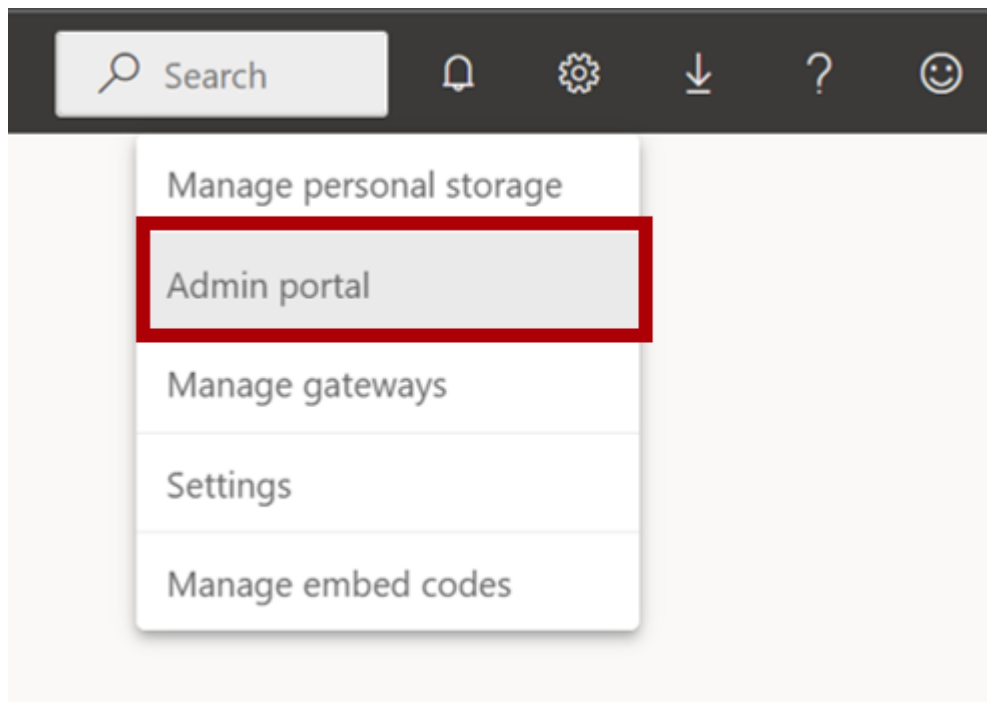 Search
Manage personal storage
Admin portal
Manage gateways
Settings
Manage embed codes